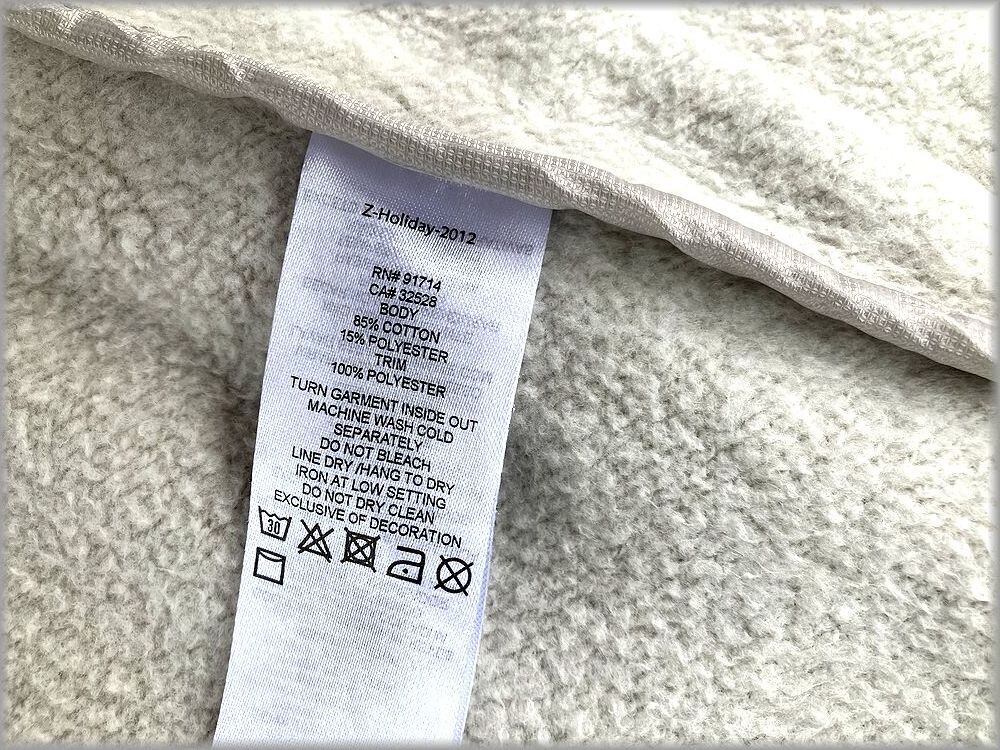 Z-Holiday-2012
RN# 91714
CA# 32528
BODY
85% COTTON
15% POLYESTER
TRIM
100% POLYESTER
TURN GARMENT INSIDE OUT
MACHINE WASH COLD
SEPARATELY
DO NOT BLEACH
LINE DRY /HANG TO DRY
IRON AT LOW SETTING
DO NOT DRY CLEAN
EXCLUSIVE OF DECORATION
30